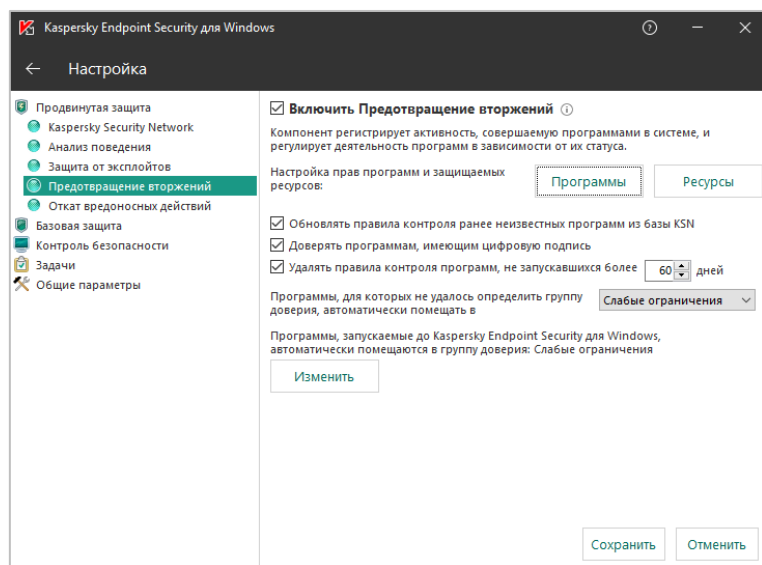 Kaspersky Endpoint Security для Windows
Настройка
Продвинутая защита
Kaspersky Security Network
Анализ поведения
Защита от эксплойтов
Предотвращение вторжений
Откат вредоносных действий
Базовая защита
Контроль безопасности
Задачи
Общие параметры
Включить Предотвращение вторжений
Компонент регистрирует активность, совершаемую программами в системе, и
регулирует деятельность программ в зависимости от их статуса.
Настройка прав программ и защищаемых
ресурсов:
Программы
Ресурсы
Обновлять правила контроля ранее неизвестных программ из базы KSN
Доверять программам, имеющим цифровую подпись
Удалять правила контроля программ, не запускавшихся более 60 дней
Программы, для которых не удалось определить группу
доверия, автоматически помещать в
Слабые ограничения
Программы, запускаемые до Kaspersky Endpoint Security для Windows,
автоматически помещаются в группу доверия: Слабые ограничения
Изменить
Сохранить
Отменить